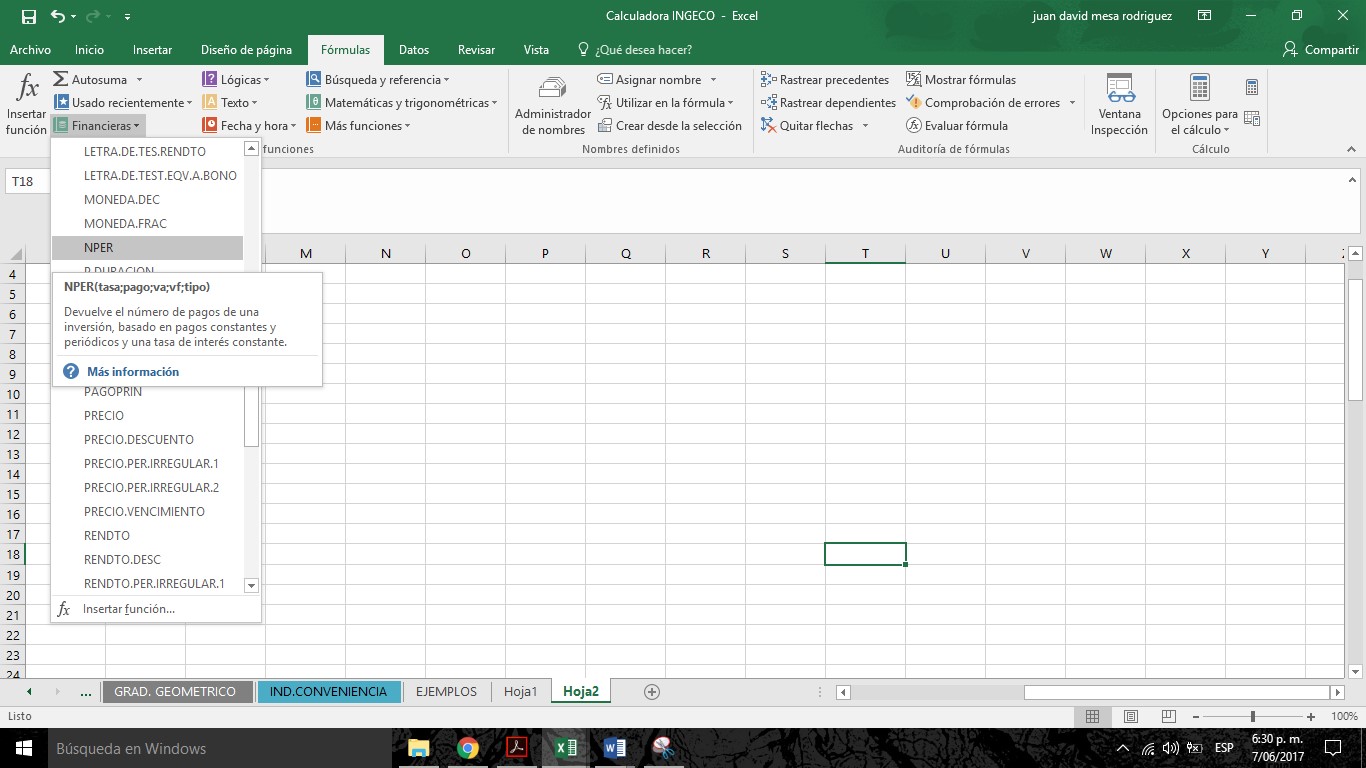 Calculadora INGECO - Excel
juan david mesa rodriguez
Archivo Inicio Insertar Diseño de página Fórmulas Datos Revisar Vista ¿Qué desea hacer? Compartir
fx Insertar función
Σ Autosuma
Usado recientemente
Financieras
? Lógicas
A Texto
Fecha y hora
Búsqueda y referencia
θ Matemáticas y trigonométricas
Más funciones
funciones
Administrador de nombres
Asignar nombre
Utilizar en la fórmula
Crear desde la selección
Nombres definidos
Rastrear precedentes
Rastrear dependientes
Quitar flechas
Mostrar fórmulas
Comprobación de errores
Evaluar fórmula
Auditoría de fórmulas
Ventana Inspección
Opciones para el cálculo
Cálculo
T18
LETRA.DE.TES.RENDTO
LETRA.DE.TEST.EQV.A.BONO
MONEDA.DEC
MONEDA.FRAC
NPER
P.DURACION
NPER(tasa;pago;va;vf;tipo)
Devuelve el número de pagos de una
inversión, basado en pagos constantes y
periódicos y una tasa de interés constante.
? Más información
PAGOPRIN
PRECIO
PRECIO.DESCUENTO
PRECIO.PER.IRREGULAR.1
PRECIO.PER.IRREGULAR.2
PRECIO.VENCIMIENTO
RENDTO
RENDTO.DESC
RENDTO.PER.IRREGULAR.1
fx Insertar función...
M N O P Q R S T U V W X Y
4
5
6
7
8
9
10
11
12
13
14
15
16
17
18
19
20
21
22
23
24
... GRAD. GEOMETRICO IND.CONVENIENCIA EJEMPLOS Hoja1 Hoja2
Listo
100%
Búsqueda en Windows
ESP
6:30 p. m.
7/06/2017